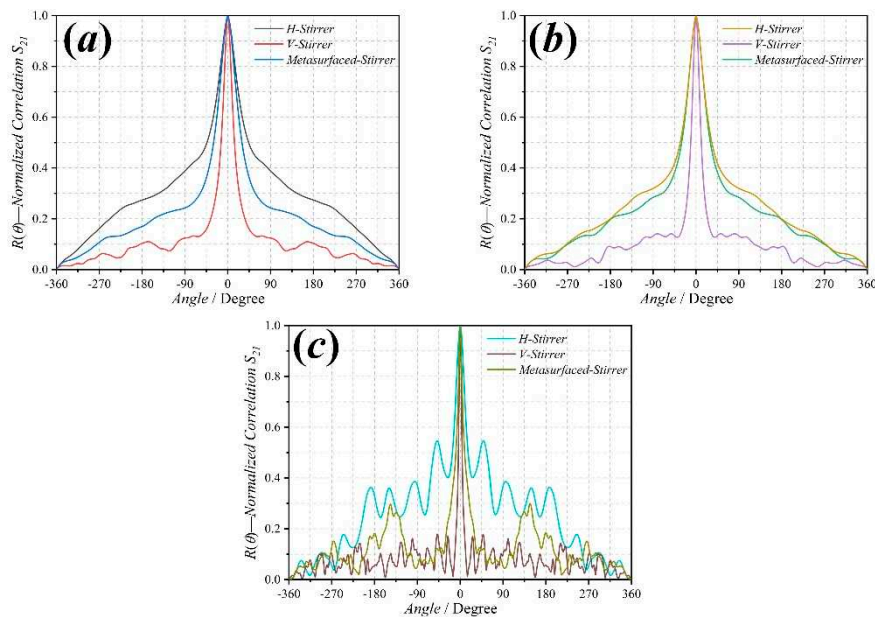 (a)
H-Stirrer
V-Stirrer
Metasurfaced-Stirrer
R(θ)—Normalized Correlation S21
1.0
0.8
0.6
0.4
0.2
0.0
-360 -270 -180 -90 0 90 180 270 360
Angle / Degree
(b)
H-Stirrer
V-Stirrer
Metasurfaced-Stirrer
R(θ)—Normalized Correlation S21
1.0
0.8
0.6
0.4
0.2
0.0
-360 -270 -180 -90 0 90 180 270 360
Angle / Degree
(c)
H-Stirrer
V-Stirrer
Metasurfaced-Stirrer
R(θ)—Normalized Correlation S21
1.0
0.8
0.6
0.4
0.2
0.0
-360 -270 -180 -90 0 90 180 270 360
Angle / Degree